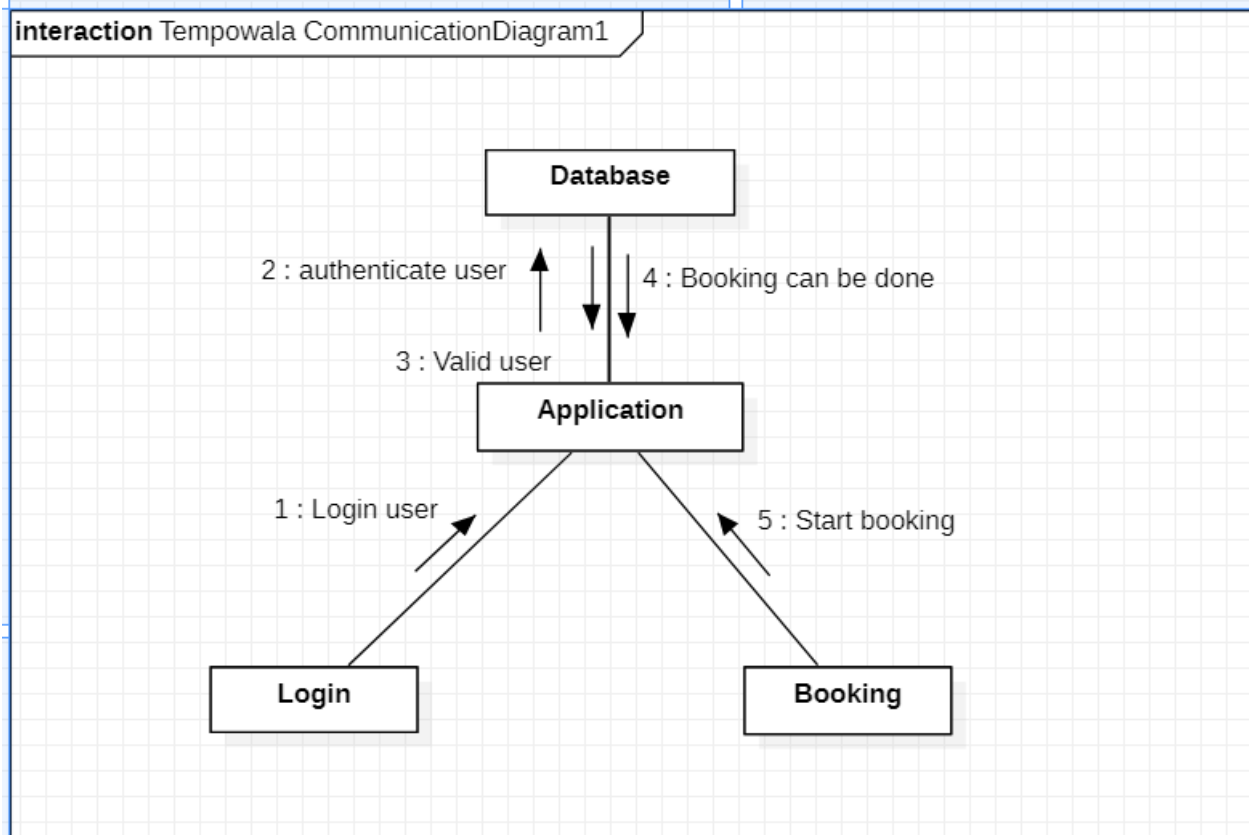 interaction Tempowala CommunicationDiagram1
Database
2 : authenticate user
4 : Booking can be done
3 : Valid user
Application
1 : Login user
5 : Start booking
Login
Booking